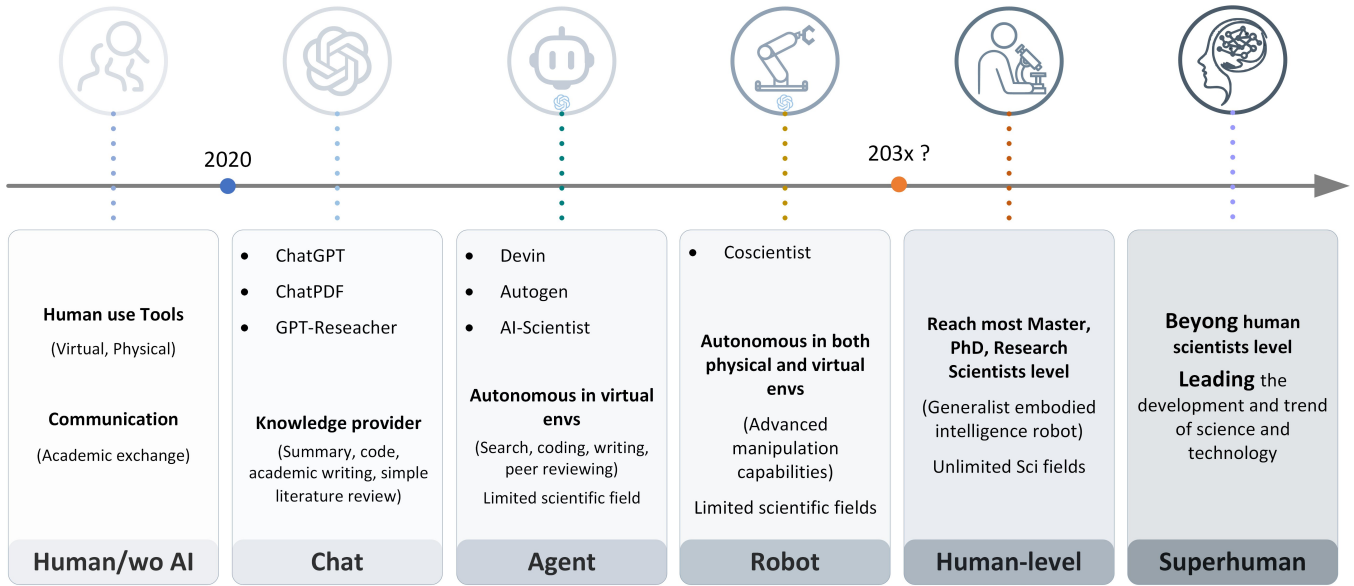 2020
203x ?
Human use Tools
(Virtual, Physical)
Communication
(Academic exchange)
Human/wo AI
• ChatGPT
• ChatPDF
• GPT-Reseacher
Knowledge provider
(Summary, code,
academic writing, simple
literature review)
Chat
• Devin
• Autogen
• AI-Scientist
Autonomous in virtual
envs
(Search, coding, writing,
peer reviewing)
Limited scientific field
Agent
• Coscientist
Autonomous in both
physical and virtual
envs
(Advanced
manipulation
capabilities)
Limited scientific fields
Robot
Reach most Master,
PhD, Research
Scientists level
(Generalist embodied
intelligence robot)
Unlimited Sci fields
Human-level
Beyong human
scientists level
Leading the
development and trend
of science and
technology
Superhuman